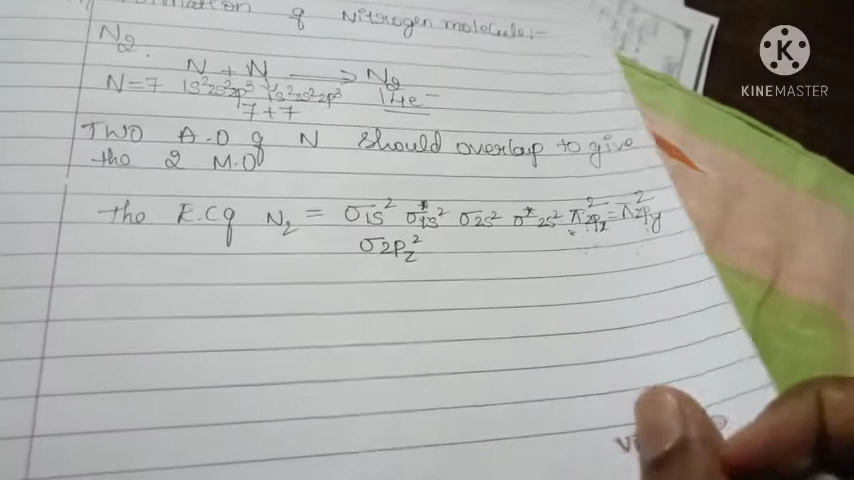 of Nitrogen molecule:-
N2.
N + N → N2
N=7 1s²2s²2p³ 1s²2s²2p³ 14e-
7+7
Two A.O of N should overlap to give
the 2 M.O
the E.C of N2 = σ1s² σ*1s² σ2s² σ*2s² π2px² = π2py²
σ2pz²
KINEMASTER